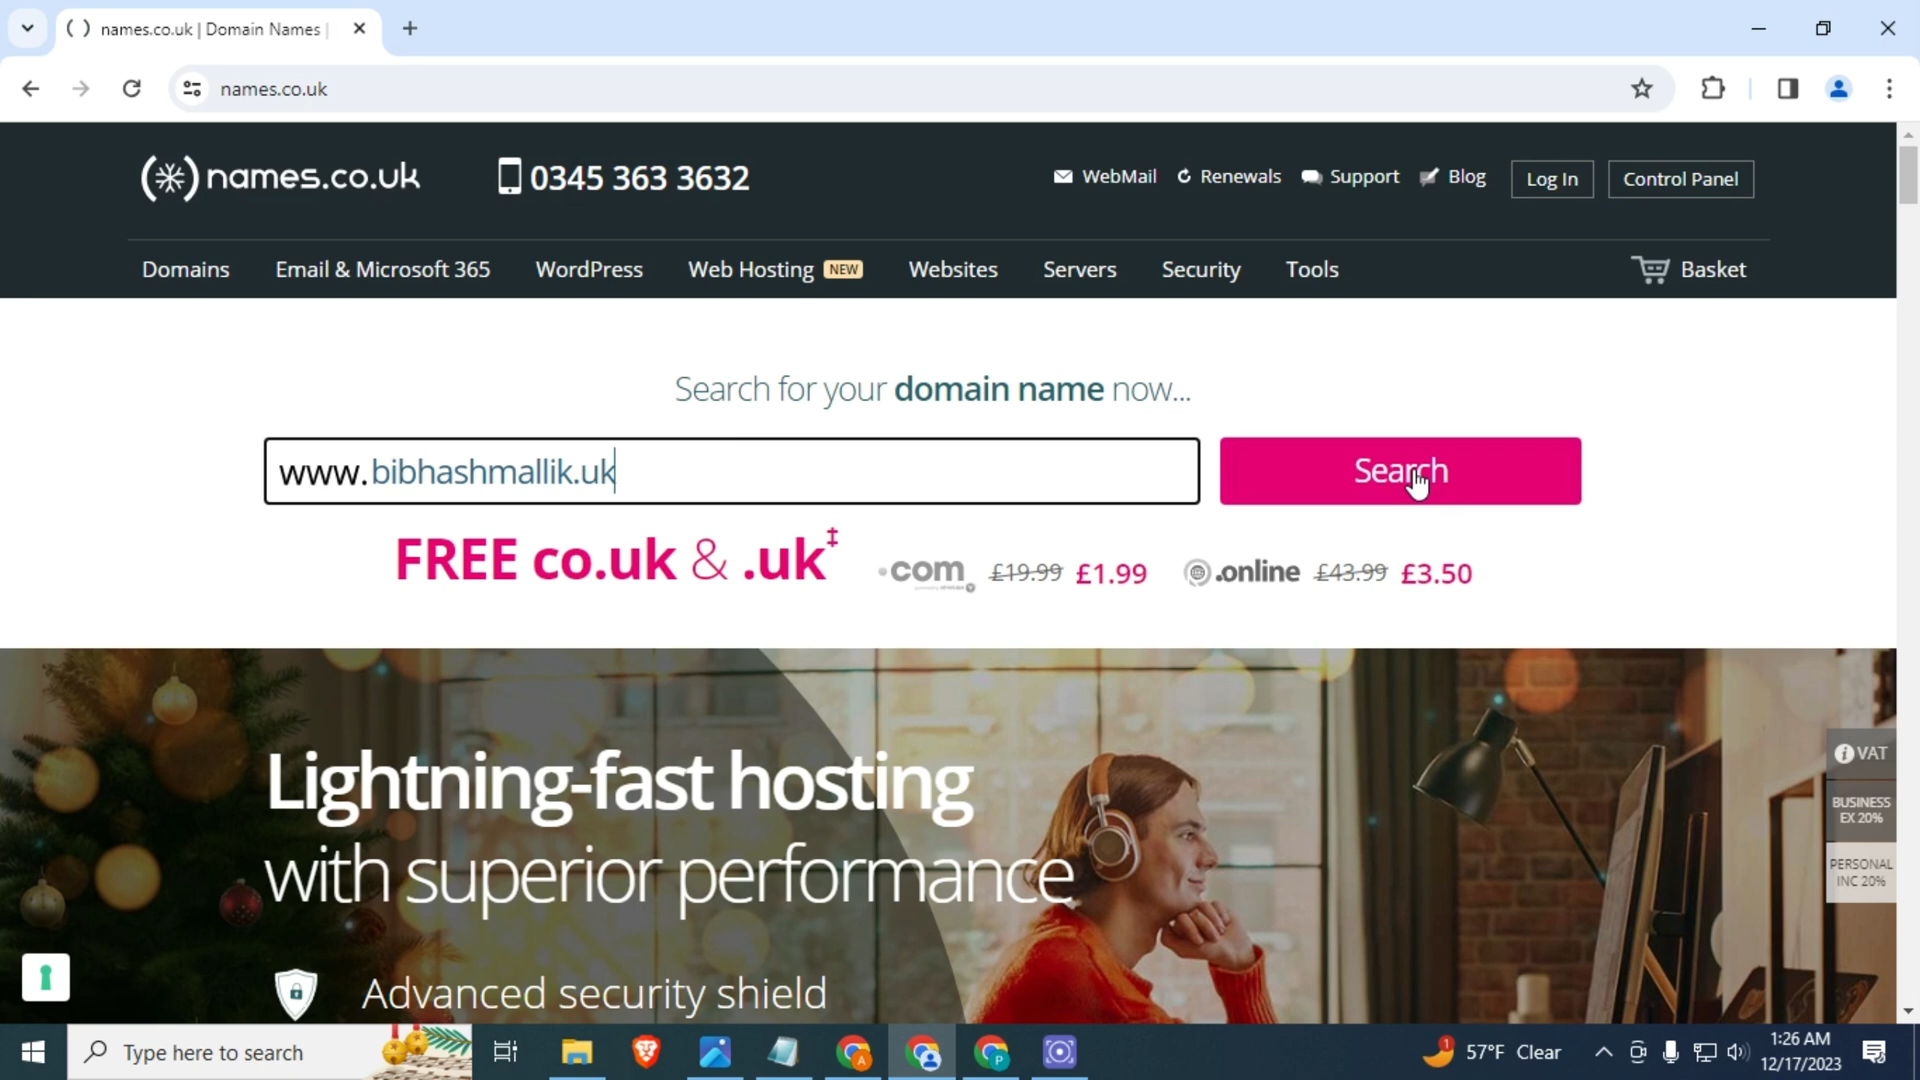 names.co.uk | Domain Names |
names.co.uk
names.co.uk
0345 363 3632
WebMail
Renewals
Support
Blog
Log In
Control Panel
Domains
Email & Microsoft 365
WordPress
Web Hosting NEW
Websites
Servers
Security
Tools
Basket
Search for your domain name now...
www.bibhashmallik.uk
Search
FREE co.uk & .uk‡
.com £19.99 £1.99
.online £43.99 £3.50
Lightning-fast hosting
with superior performance
Advanced security shield
VAT
BUSINESS
EX 20%
PERSONAL
INC 20%
Type here to search
1
57°F Clear
1:26 AM
12/17/2023